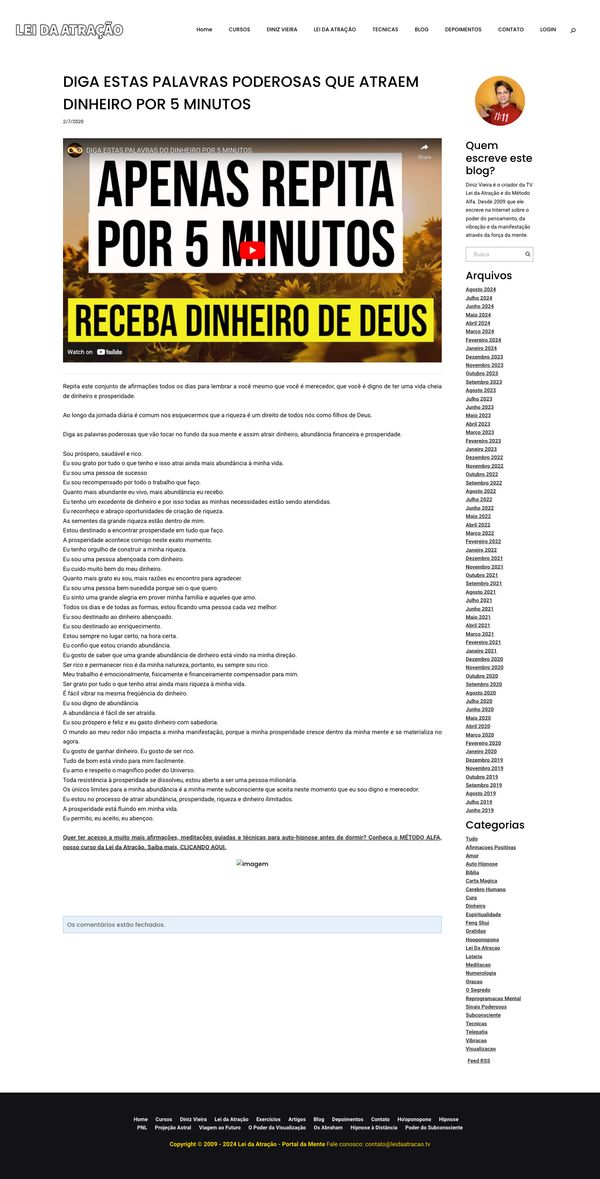 LEI DA ATRAÇÃO
Home CURSOS DINIZ VIEIRA LEI DA ATRAÇÃO TECNICAS BLOG DEPOIMENTOS CONTATO LOGIN
DIGA ESTAS PALAVRAS PODEROSAS QUE ATRAEM
DINHEIRO POR 5 MINUTOS
2/7/2020
DIGA ESTAS PALAVRAS DO DINHEIRO POR 5 MINUTOS
Share
APENAS REPITA
POR 5 MINUTOS
RECEBA DINHEIRO DE DEUS
Watch on YouTube
Repita este conjunto de afirmações todos os dias para lembrar a você mesmo que você é merecedor, que você é digno de ter uma vida cheia
de dinheiro e prosperidade.
Ao longo da jornada diária é comum nos esquecermos que a riqueza é um direito de todos nós como filhos de Deus.
Diga as palavras poderosas que vão tocar no fundo da sua mente e assim atrair dinheiro, abundância financeira e prosperidade.
Sou próspero, saudável e rico.
Eu sou grato por tudo o que tenho e isso atrai ainda mais abundância à minha vida.
Eu sou uma pessoa de sucesso
Eu sou recompensado por todo o trabalho que faço.
Quanto mais abundante eu vivo, mais abundância eu recebo.
Eu tenho um excedente de dinheiro e por isso todas as minhas necessidades estão sendo atendidas.
Eu reconheço e abraço oportunidades de criação de riqueza.
As sementes da grande riqueza estão dentro de mim.
Estou destinado a encontrar prosperidade em tudo que faço.
A prosperidade acontece comigo neste exato momento.
Eu tenho orgulho de construir a minha riqueza.
Eu sou uma pessoa abençoada com dinheiro.
Eu cuido muito bem do meu dinheiro.
Quanto mais grato eu sou, mais razões eu encontro para agradecer.
Eu sou uma pessoa bem-sucedida porque sei o que quero.
Eu sinto uma grande alegria em prover minha família e aqueles que amo.
Todos os dias e de todas as formas, estou ficando uma pessoa cada vez melhor.
Eu sou destinado ao dinheiro abençoado.
Eu sou destinado ao enriquecimento.
Estou sempre no lugar certo, na hora certa.
Eu confio que estou criando abundância.
Eu gosto de saber que uma grande abundância de dinheiro está vindo na minha direção.
Ser rico e permanecer rico é da minha natureza, portanto, eu sempre sou rico.
Meu trabalho é emocionalmente, fisicamente e financeiramente compensador para mim.
Ser grato por tudo o que tenho atrai ainda mais riqueza à minha vida.
É fácil vibrar na mesma freqüência do dinheiro.
Eu sou digno de abundância.
A abundância é fácil de ser atraída.
Eu sou próspero e feliz e eu gasto dinheiro com sabedoria.
O mundo ao meu redor não impacta a minha manifestação, porque a minha prosperidade cresce dentro da minha mente e se materializa no
agora.
Eu gosto de ganhar dinheiro. Eu gosto de ser rico.
Tudo de bom está vindo para mim facilmente.
Eu amo e respeito o magnífico poder do Universo.
Toda resistência à prosperidade se dissolveu, estou aberto a ser uma pessoa milionária.
Os únicos limites para a minha abundância é a minha mente subconsciente que aceita neste momento que eu sou digno e merecedor.
Eu estou no processo de atrair abundância, prosperidade, riqueza e dinheiro ilimitados.
A prosperidade está fluindo em minha vida.
Eu permito, eu aceito, eu abençoo.
Quer ter acesso a muito mais afirmações, meditações guiadas e técnicas para auto-hipnose antes de dormir? Conheça o MÉTODO ALFA,
nosso curso da Lei da Atração. Saiba mais, CLICANDO AQUI.
Imagem
Os comentários estão fechados.
11:11
Quem
escreve este
blog?
Diniz Vieira é o criador da TV
Lei da Atração e do Método
Alfa. Desde 2009 que ele
escreve na Internet sobre o
poder do pensamento, da
vibração e da manifestação
através da força da mente.
Busca
Arquivos
Agosto 2024
Julho 2024
Junho 2024
Maio 2024
Abril 2024
Março 2024
Fevereiro 2024
Janeiro 2024
Dezembro 2023
Novembro 2023
Outubro 2023
Setembro 2023
Agosto 2023
Julho 2023
Junho 2023
Maio 2023
Abril 2023
Março 2023
Fevereiro 2023
Janeiro 2023
Dezembro 2022
Novembro 2022
Outubro 2022
Setembro 2022
Agosto 2022
Julho 2022
Junho 2022
Maio 2022
Abril 2022
Março 2022
Fevereiro 2022
Janeiro 2022
Dezembro 2021
Novembro 2021
Outubro 2021
Setembro 2021
Agosto 2021
Julho 2021
Junho 2021
Maio 2021
Abril 2021
Março 2021
Fevereiro 2021
Janeiro 2021
Dezembro 2020
Novembro 2020
Outubro 2020
Setembro 2020
Agosto 2020
Julho 2020
Junho 2020
Maio 2020
Abril 2020
Março 2020
Fevereiro 2020
Janeiro 2020
Dezembro 2019
Novembro 2019
Outubro 2019
Setembro 2019
Agosto 2019
Julho 2019
Junho 2019
Categorias
Tudo
Afirmacoes Positivas
Amor
Auto Hipnose
Bíblia
Carta Magica
Cerebro Humano
Cura
Dinheiro
Espiritualidade
Feng Shui
Gratidao
Hooponopono
Lei Da Atracao
Loteria
Meditacao
Numerologia
Oracao
O Segredo
Reprogramacao Mental
Sinais Poderosos
Subconsciente
Tecnicas
Telepatia
Vibracao
Visualizacao
Feed RSS
Home Cursos Diniz Vieira Lei da Atração Exercícios Artigos Blog Depoimentos Contato Ho'oponopono Hipnose
PNL Projeção Astral Viagem ao Futuro O Poder da Visualização Os Abraham Hipnose à Distância Poder do Subconsciente
Copyright © 2009 - 2024 Lei da Atração - Portal da Mente Fale conosco: contato@leidaatracao.tv